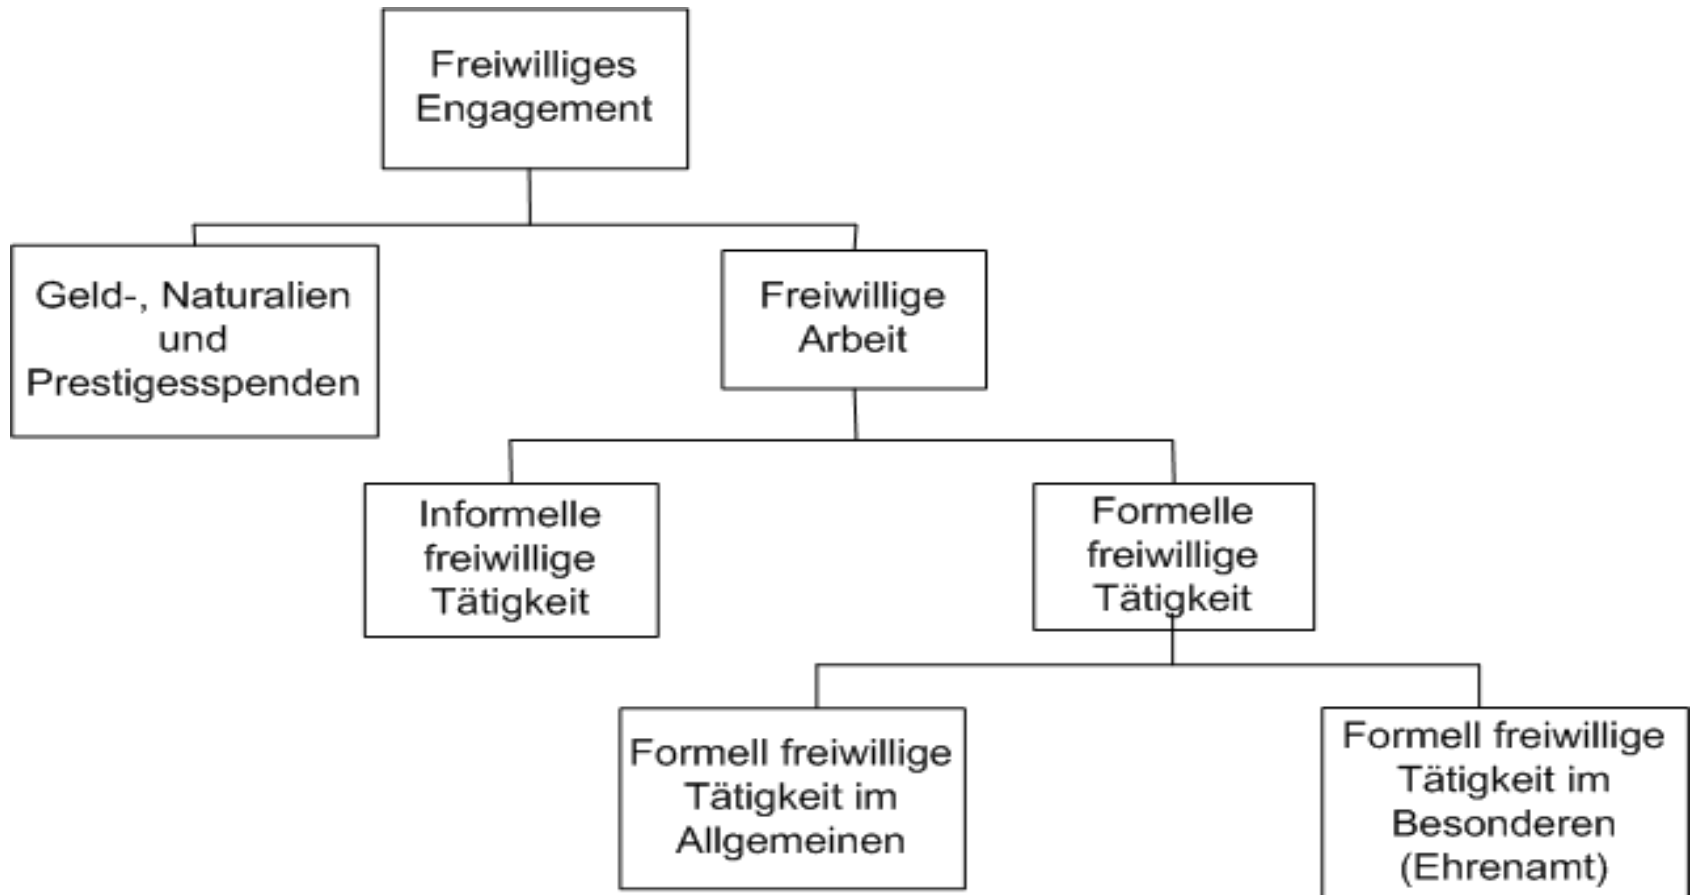 Freiwilliges
Engagement
Geld-, Naturalien
und
Prestigesspenden
Freiwillige
Arbeit
Informelle
freiwillige
Tätigkeit
Formelle
freiwillige
Tätigkeit
Formell freiwillige
Tätigkeit im
Allgemeinen
Formell freiwillige
Tätigkeit im
Besonderen
(Ehrenamt)